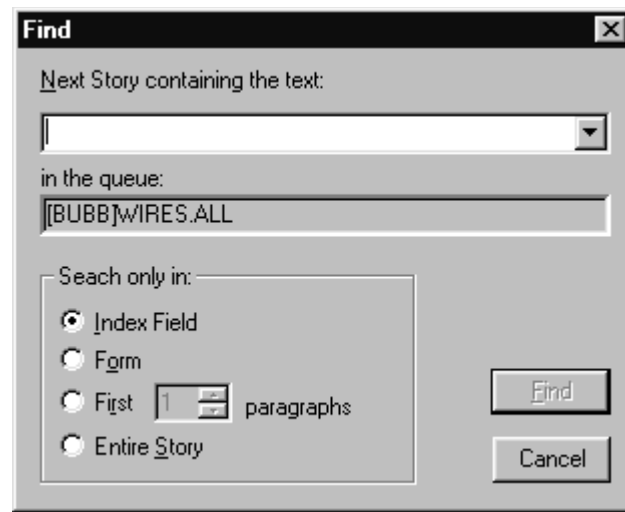 Find
Next Story containing the text:
in the queue:
[BUBB]WIRES.ALL
Seach only in:
Index Field
Form
First 1 paragraphs
Entire Story
Find
Cancel